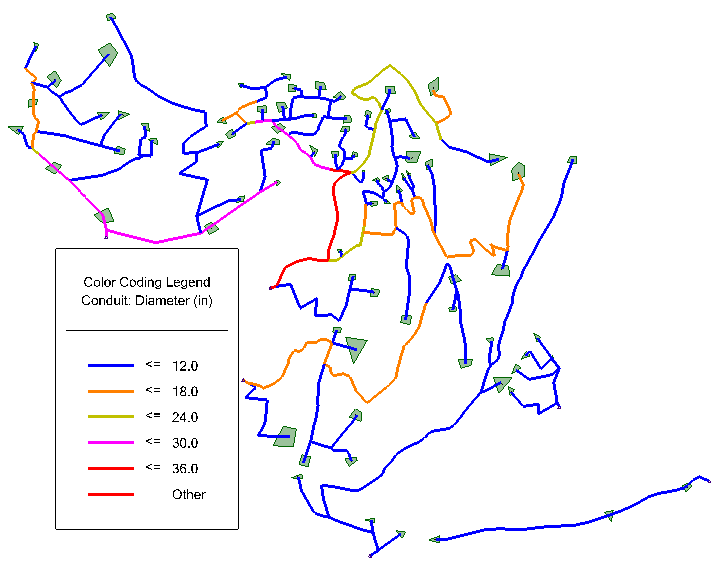 Color Coding Legend
Conduit: Diameter (in)
<= 12.0
<= 18.0
<= 24.0
<= 30.0
<= 36.0
Other